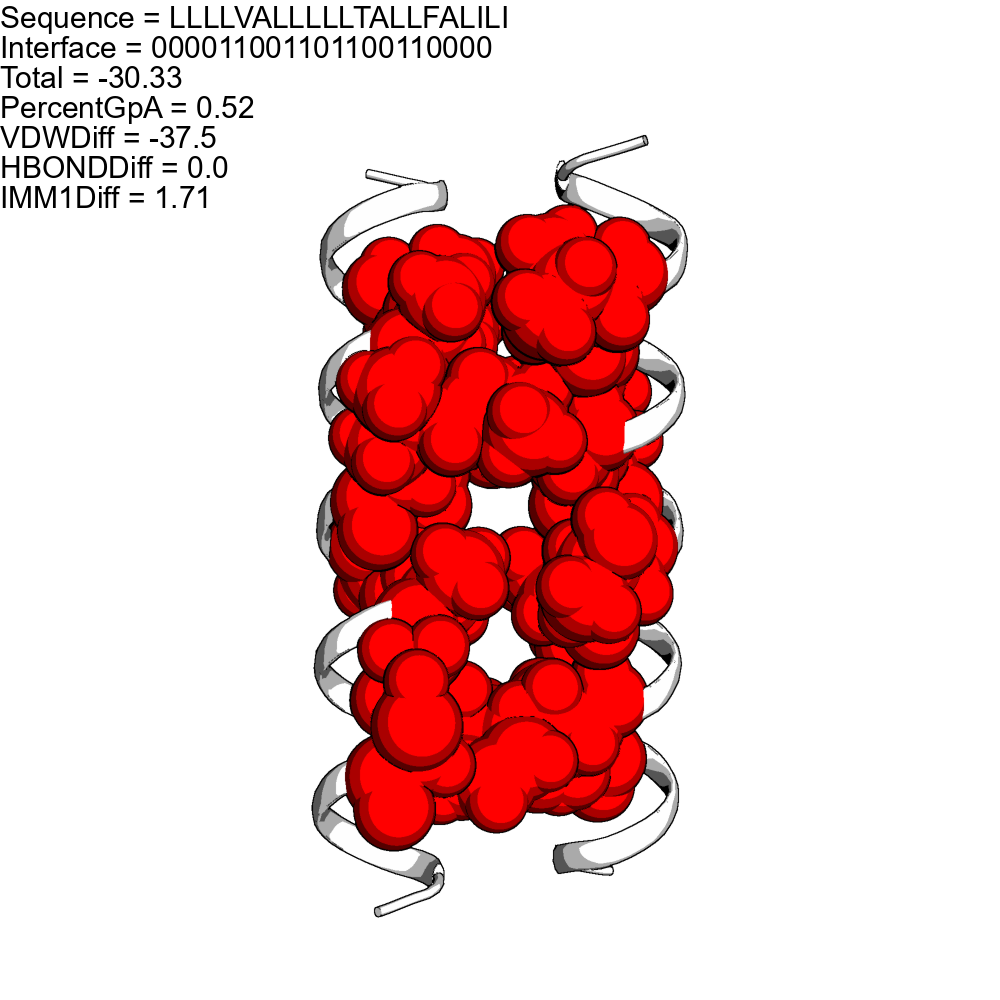 Sequence = LLLLVALLLLLTALLFALILI
Interface = 000011001101100110000
Total = -30.33
PercentGpA = 0.52
VDWDiff = -37.5
HBONDDiff = 0.0
IMM1Diff = 1.71